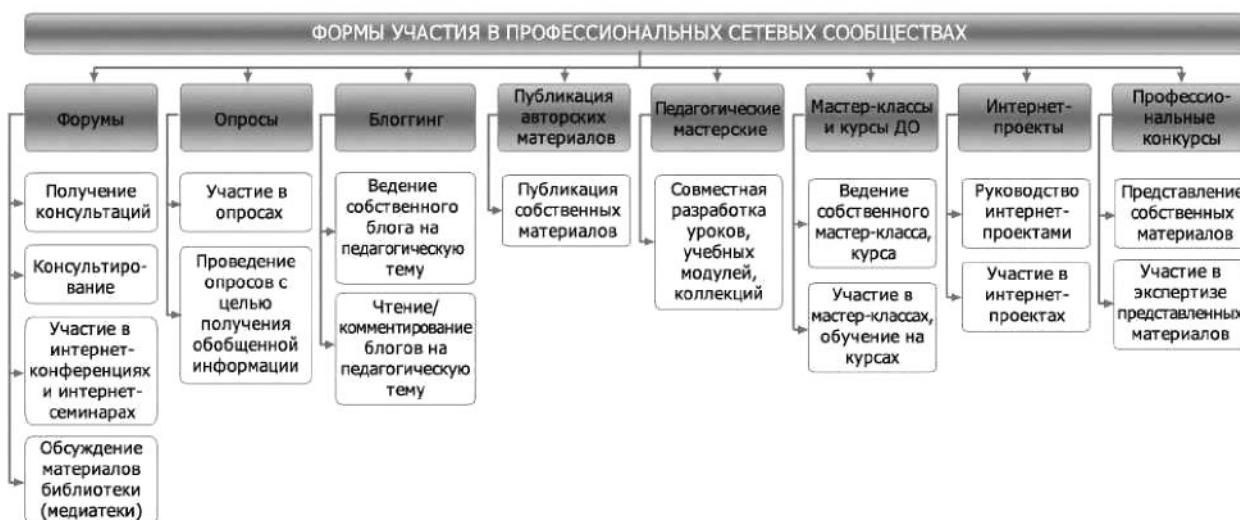 ФОРМЫ УЧАСТИЯ В ПРОФЕССИОНАЛЬНЫХ СЕТЕВЫХ СООБЩЕСТВАХ
Форумы
Получение
консультаций
Консультиро-
вание
Участие в
интернет-
конференциях
и интернет-
семинарах
Обсуждение
материалов
библиотеки
(медиатеки)
Опросы
Участие в
опросах
Проведение
опросов с
целью
получения
обобщенной
информации
Блоггинг
Ведение
собственного
блога на
педагогическую
тему
Чтение/
комментирование
блогов на
педагогическую
тему
Публикация
авторских
материалов
Публикация
собственных
материалов
Педагогические
мастерские
Совместная
разработка
уроков,
учебных
модулей,
коллекций
Мастер-классы
и курсы ДО
Ведение
собственного
мастер-класса,
курса
Участие в
мастер-классах,
обучение на
курсах
Интернет-
проекты
Руководство
интернет-
проектами
Участие в
интернет-
проектах
Профессио-
нальные
конкурсы
Представление
собственных
материалов
Участие в
экспертизе
представленных
материалов